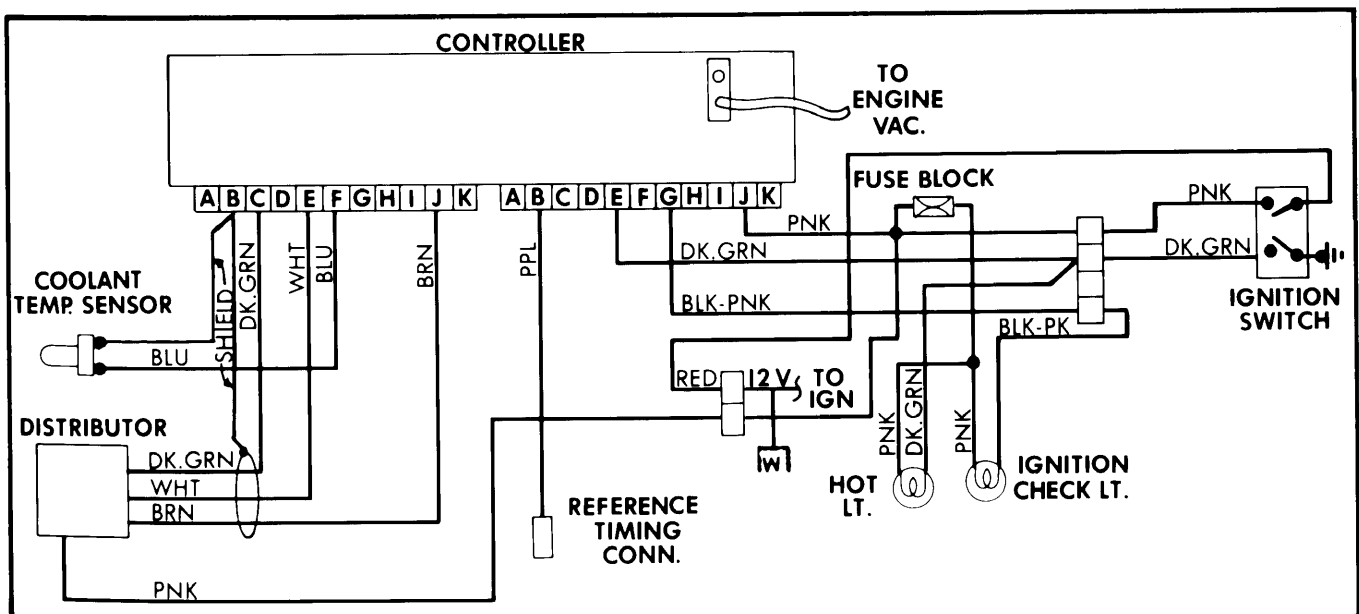 CONTROLLER
TO
ENGINE
VAC.
A B C D E F G H I J K
A B C D E F G H I J K
FUSE BLOCK
PNK
PNK
DK.GRN
DK.GRN
IGNITION
SWITCH
BLK-PNK
BLK-PK
PPL
BRN
BLU
WHT
DK.GRN
SHIELD
COOLANT
TEMP. SENSOR
BLU
RED
12 V
TO
IGN
W
DISTRIBUTOR
DK.GRN
WHT
BRN
PNK
REFERENCE
TIMING
CONN.
PNK
DK.GRN
PNK
HOT
LT.
IGNITION
CHECK LT.